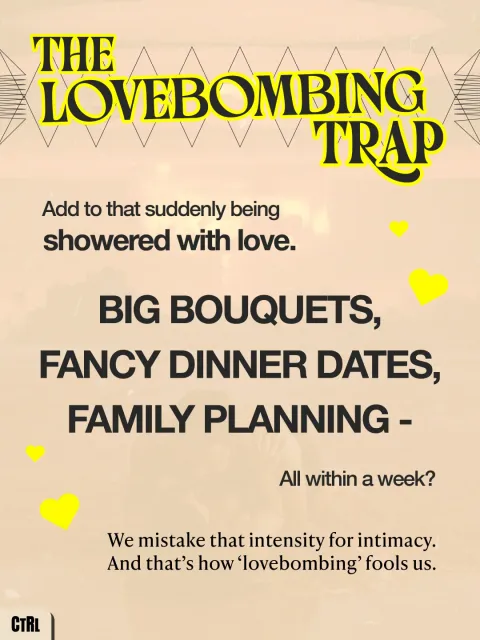 THE
LOVEBOMBING
TRAP
Add to that suddenly being
showered with love.
BIG BOUQUETS,
FANCY DINNER DATES,
FAMILY PLANNING -
All within a week?
We mistake that intensity for intimacy.
And that's how ‘lovebombing’ fools us.
CTRL